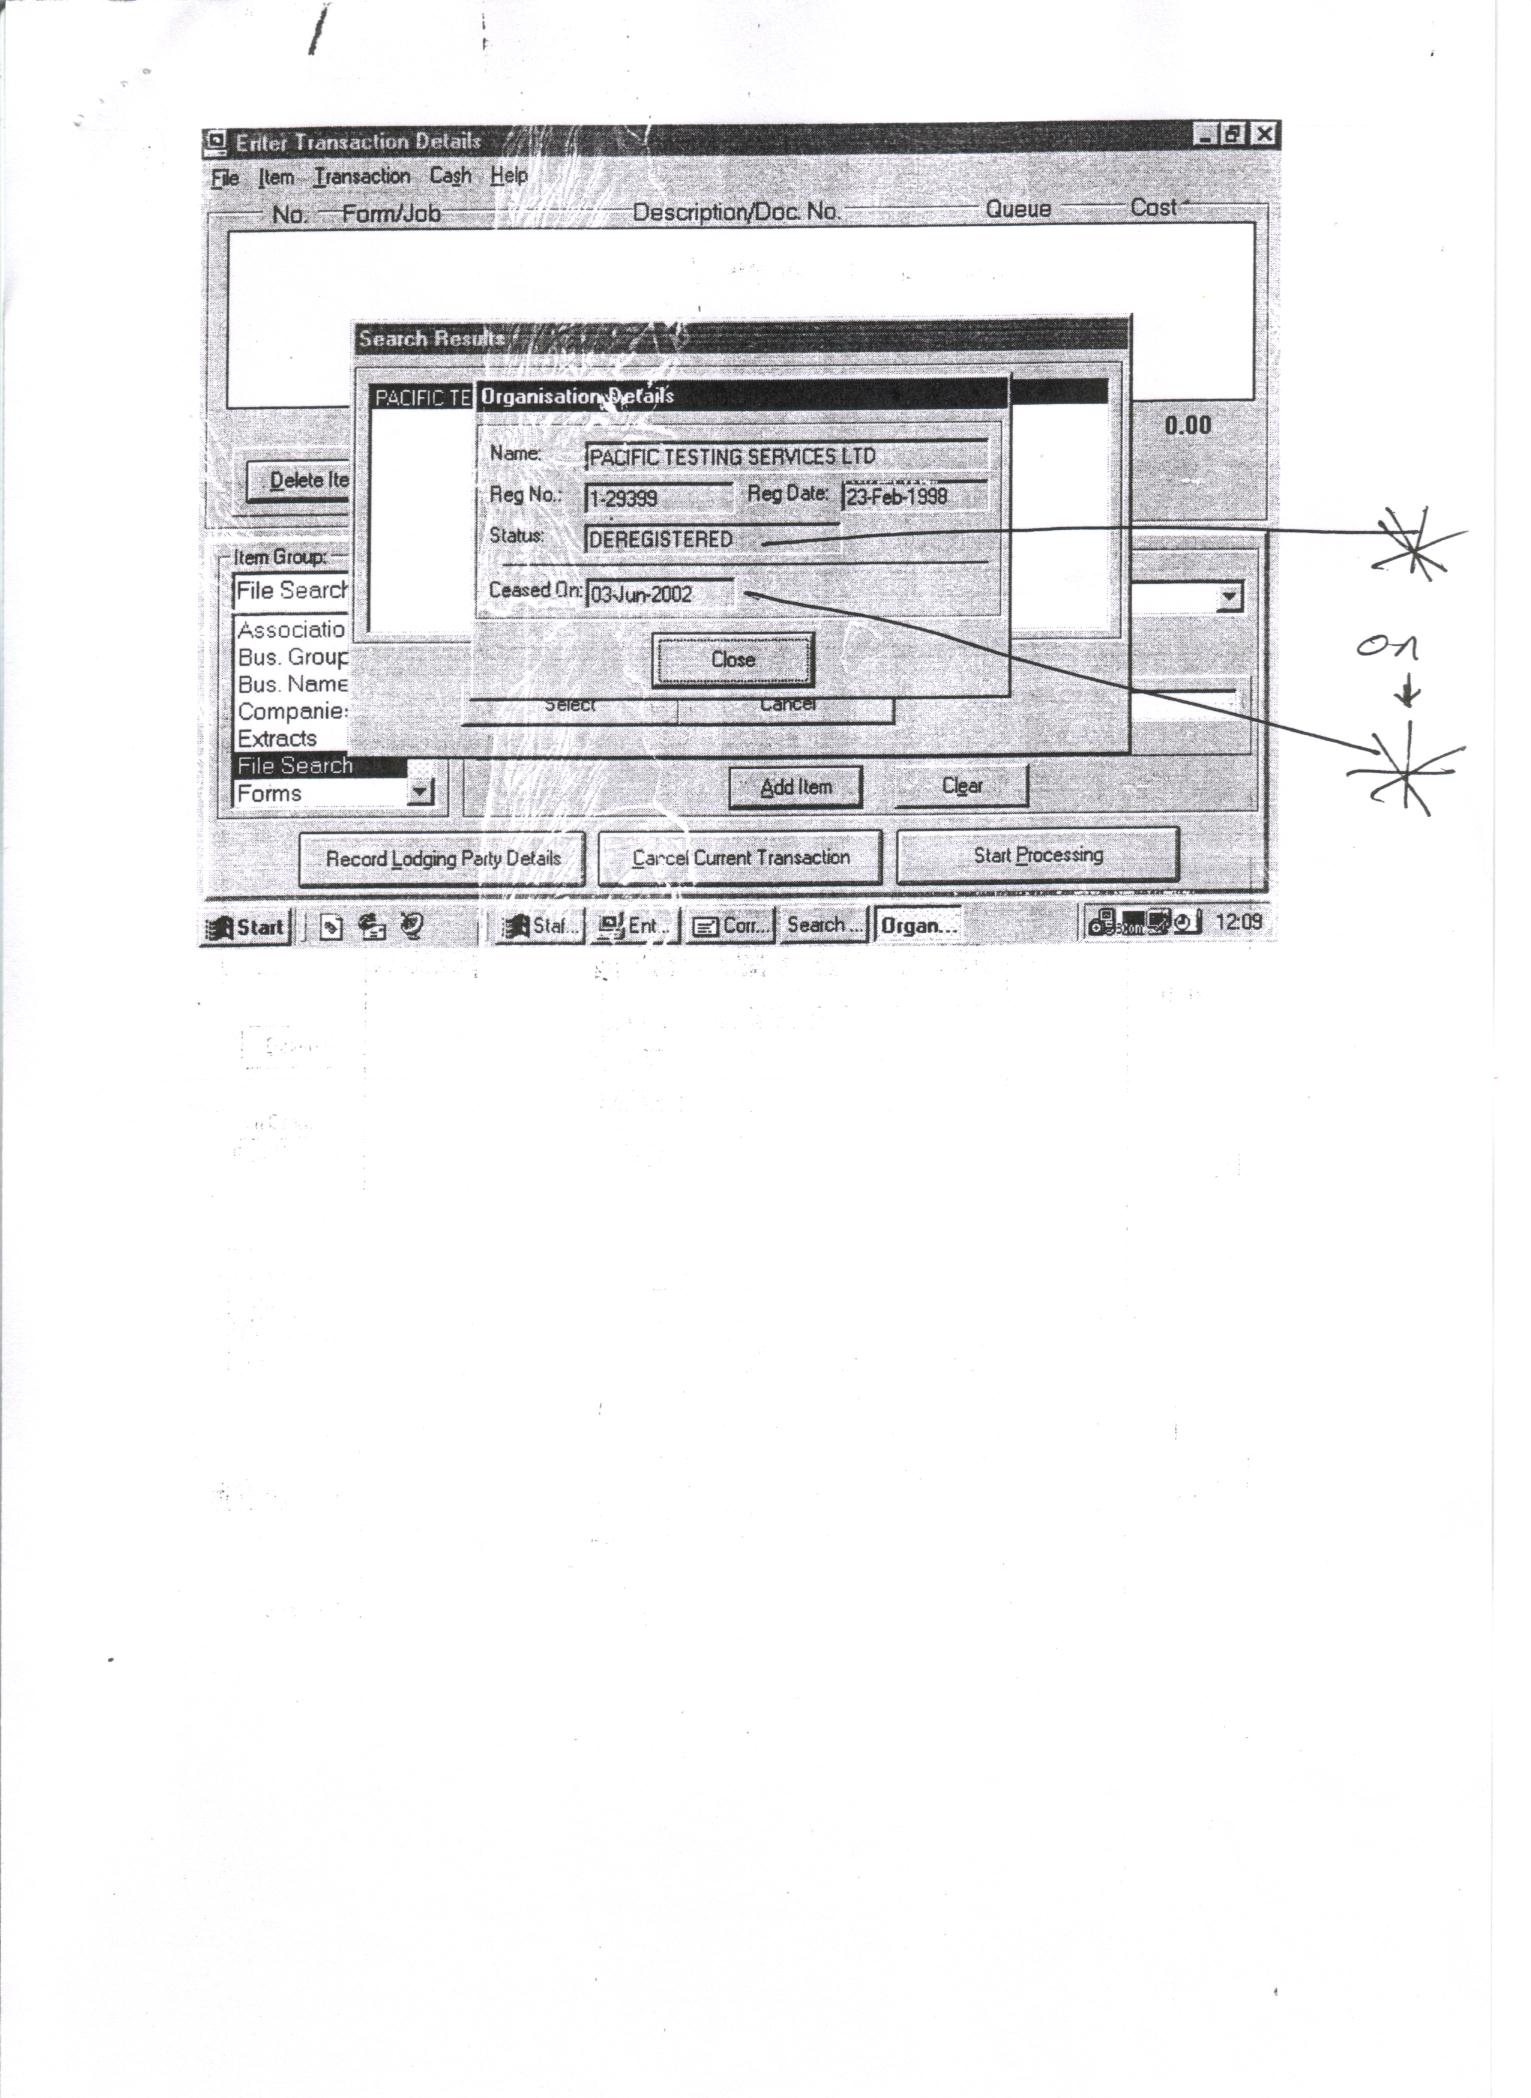 Enter Transaction Details
File Item Transaction Cash Help
No. Form/Job Description/Doc. No. Queue Cost
Search Results
PACIFIC TE
Organisation Details
Name: PACIFIC TESTING SERVICES LTD
Reg No.: 1-29399 Reg Date: 23-Feb-1998
Status: DEREGISTERED
Ceased On: 03-Jun-2002
Close
Select Cancel
0.00
Delete Ite
Item Group:
File Search
Associatio
Bus. Group
Bus. Name
Companies
Extracts
File Search
Forms
on
Add Item Clear
Record Lodging Party Details Cancel Current Transaction Start Processing
Start Staf... Ent... Corr... Search ... Organ... 12:09